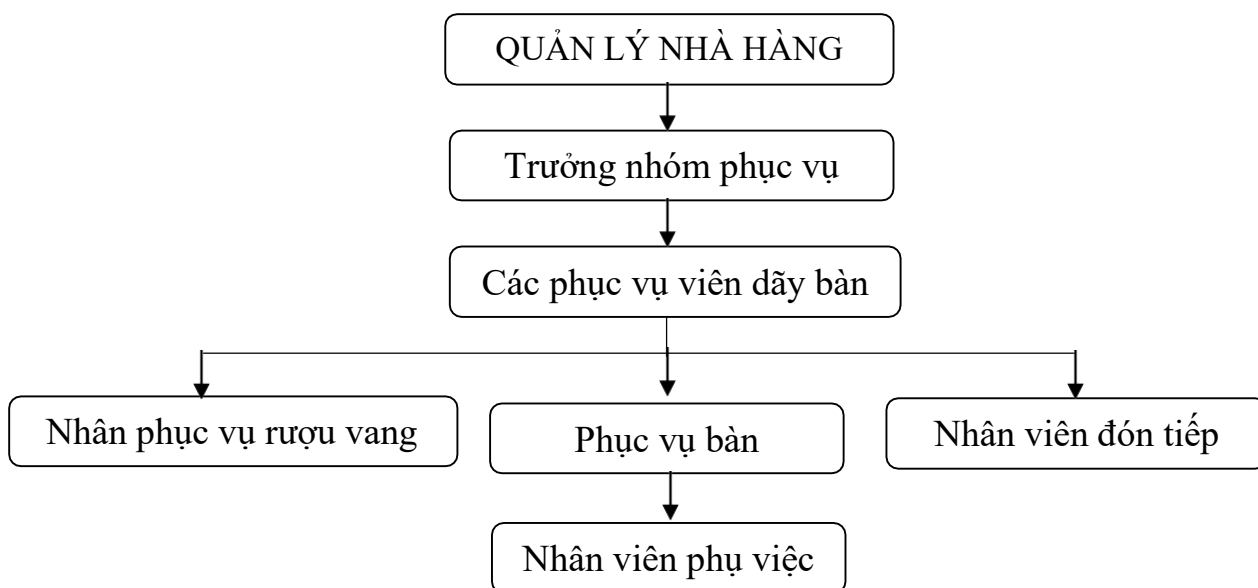 QUẢN LÝ NHÀ HÀNG
Trưởng nhóm phục vụ
Các phục vụ viên dãy bàn
Nhân phục vụ rượu vang
Phục vụ bàn
Nhân viên đón tiếp
Nhân viên phụ việc